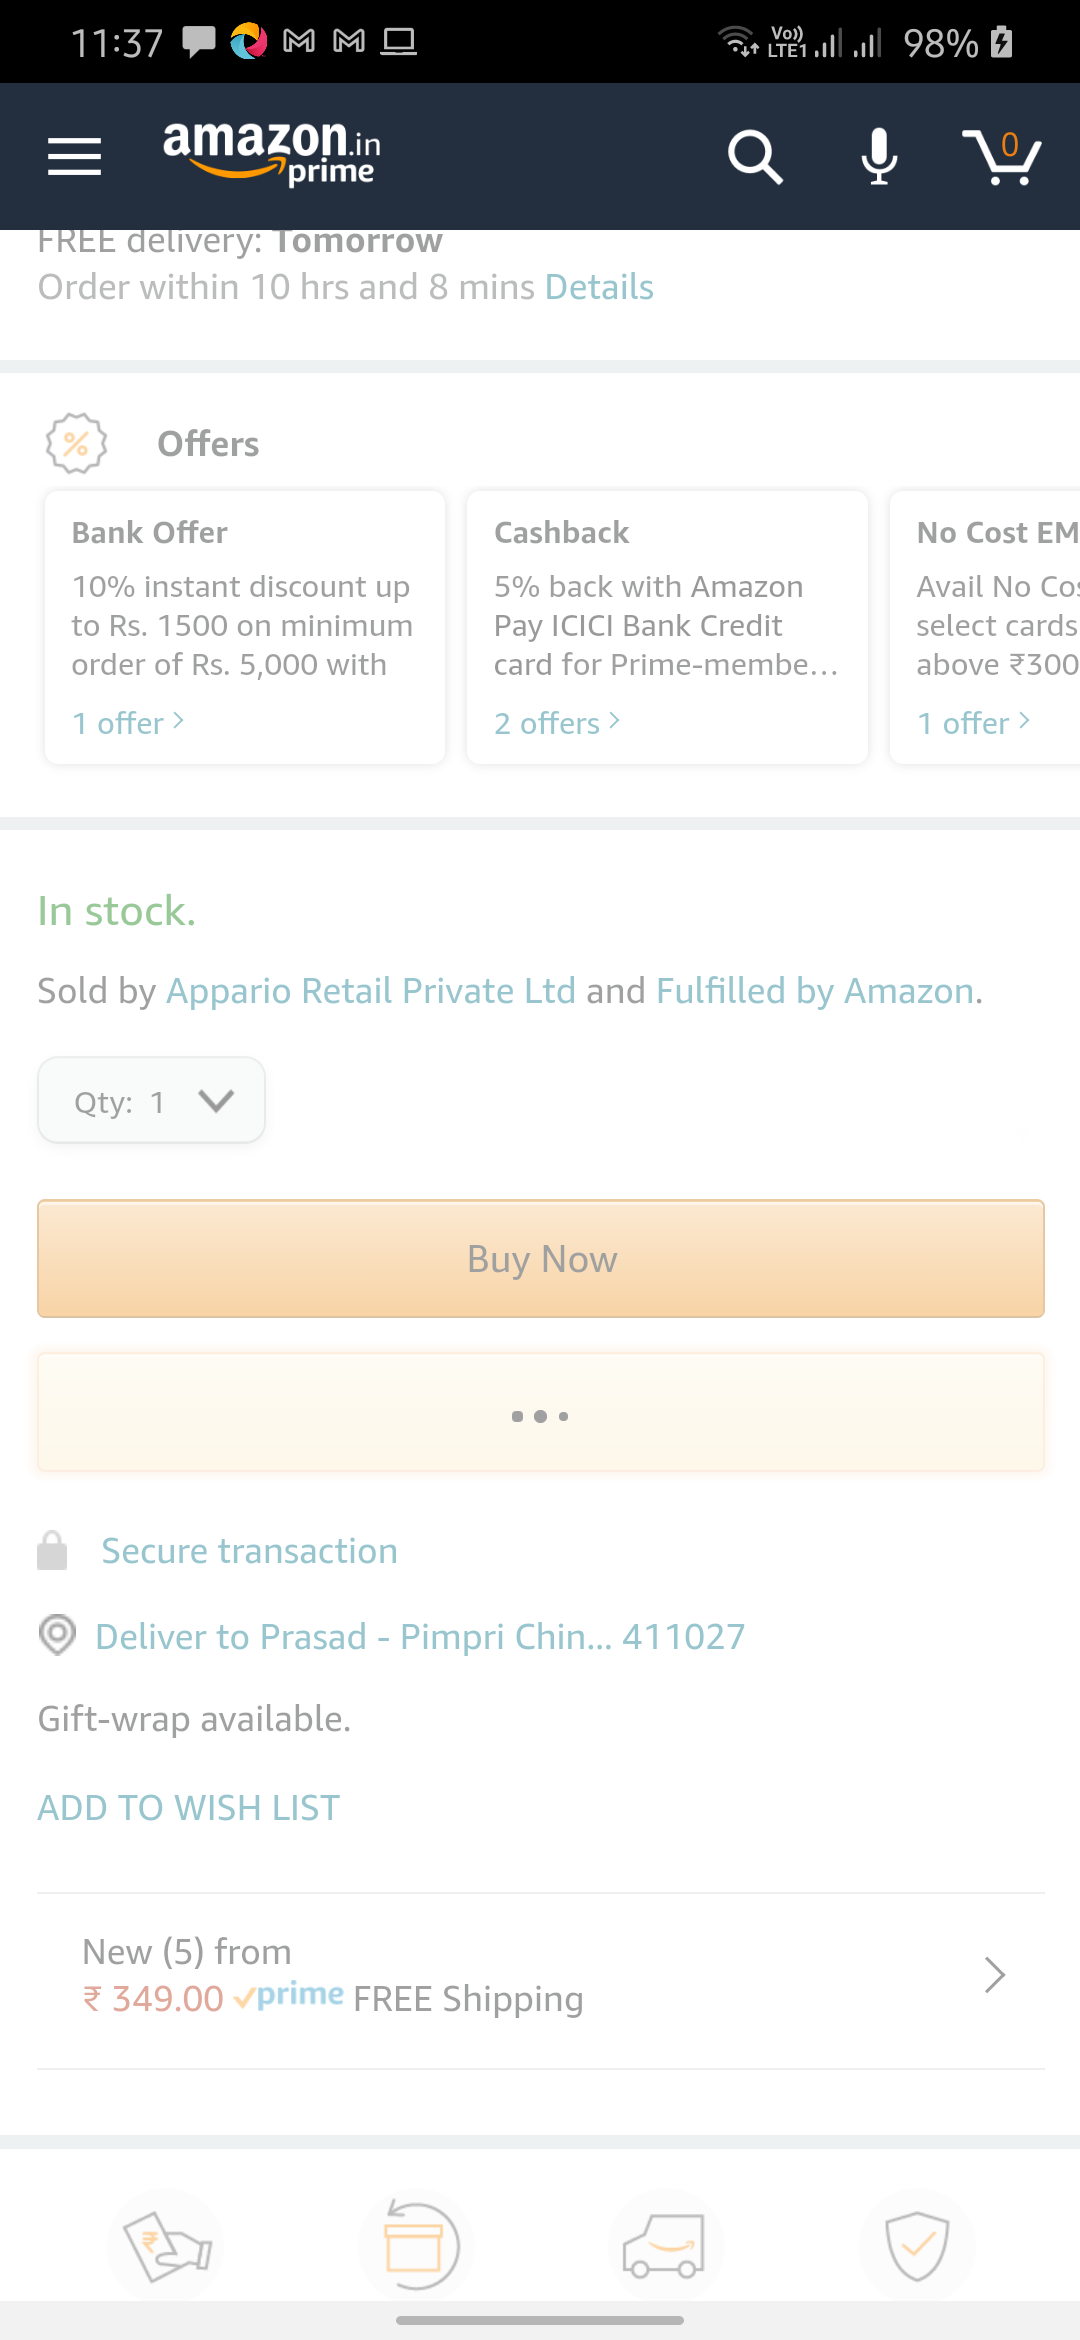 11:37 Vo)) LTE1 98%
amazon.in
prime
0
FREE delivery: Tomorrow
Order within 10 hrs and 8 mins Details
Offers
Bank Offer
10% instant discount up
to Rs. 1500 on minimum
order of Rs. 5,000 with
1 offer
Cashback
5% back with Amazon
Pay ICICI Bank Credit
card for Prime-membe...
2 offers
No Cost EM
Avail No Cos
select cards
above ₹300
1 offer
In stock.
Sold by Appario Retail Private Ltd and Fulfilled by Amazon.
Qty: 1
Buy Now
Secure transaction
Deliver to Prasad - Pimpri Chin... 411027
Gift-wrap available.
ADD TO WISH LIST
New (5) from
₹ 349.00 prime FREE Shipping